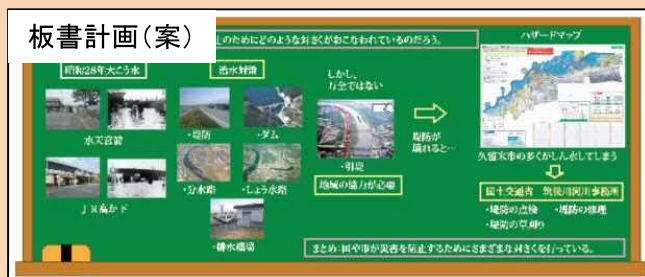 板書計画(案)
のためにどのような対さくがおこなわれているのだろう。
昭和28年大こう水
治水対策
しかし、
万全ではない
ハザードマップ
水天宮前
・堤防
・ダム
・引堤
堤防が
壊れると…
久留米市の多くがしん水してしまう
・分水路
・しょう水路
地域の協力が必要
国土交通省 筑後川河川事務所
・堤防の点検 ・堤防の修理
・堤防の草刈り
・排水機場
まとめ:国や市が災害を防止するためにさまざまな対さくを行っている。